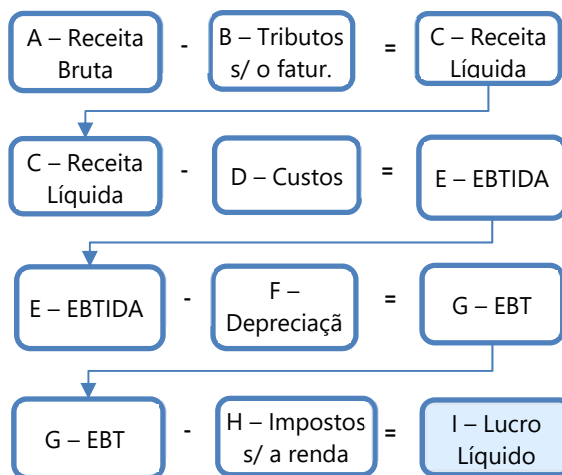 A – Receita
Bruta
-
B – Tributos
s/ o fatur.
=
C – Receita
Líquida
C – Receita
Líquida
-
D – Custos
=
E – EBTIDA
E – EBTIDA
-
F –
Depreciaçã
=
G – EBT
G – EBT
-
H – Impostos
s/ a renda
=
I – Lucro
Líquido